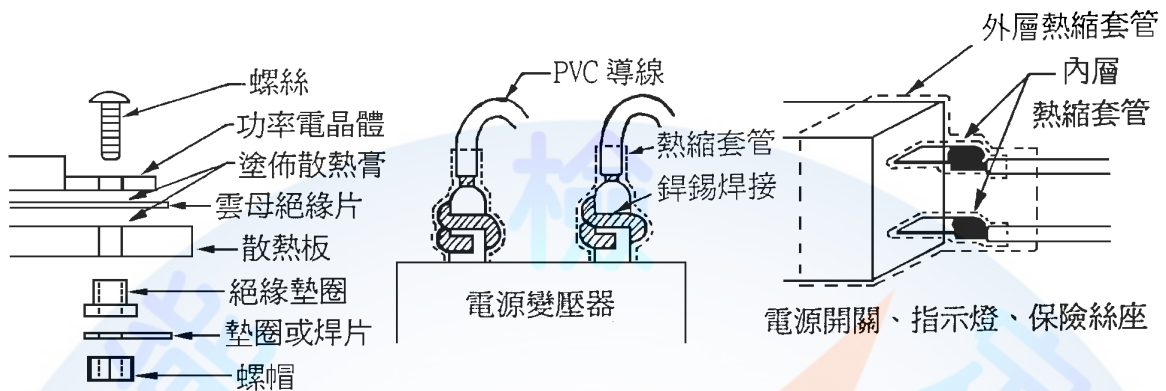 螺絲
功率電晶體
塗佈散熱膏
雲母絕緣片
散熱板
絕緣墊圈
墊圈或焊片
螺帽
PVC 導線
熱縮套管
銲錫焊接
電源變壓器
外層熱縮套管
內層
熱縮套管
電源開關、指示燈、保險絲座